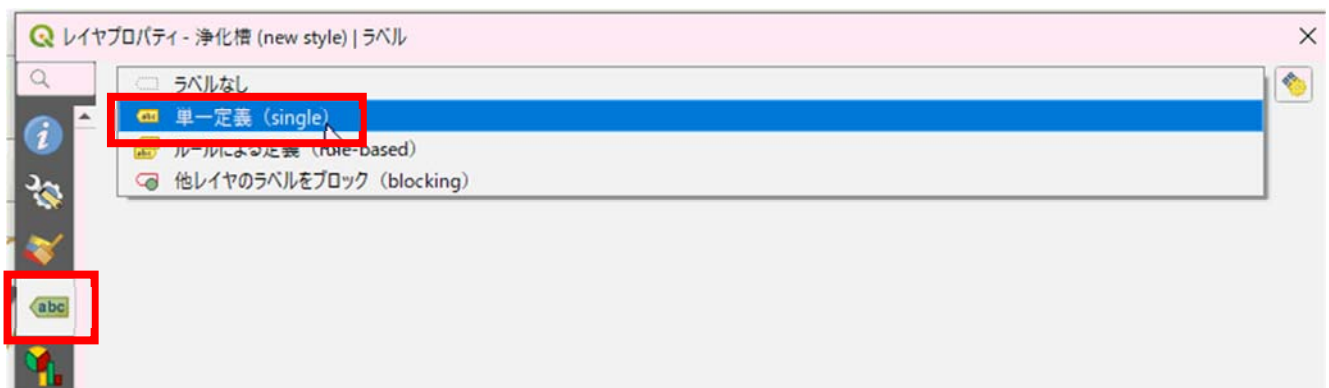 レイヤプロパティ - 浄化槽 (new style) | ラベル
ラベルなし
単一定義 (single)
ルールによる定義 (rule-based)
他レイヤのラベルをブロック (blocking)
abc